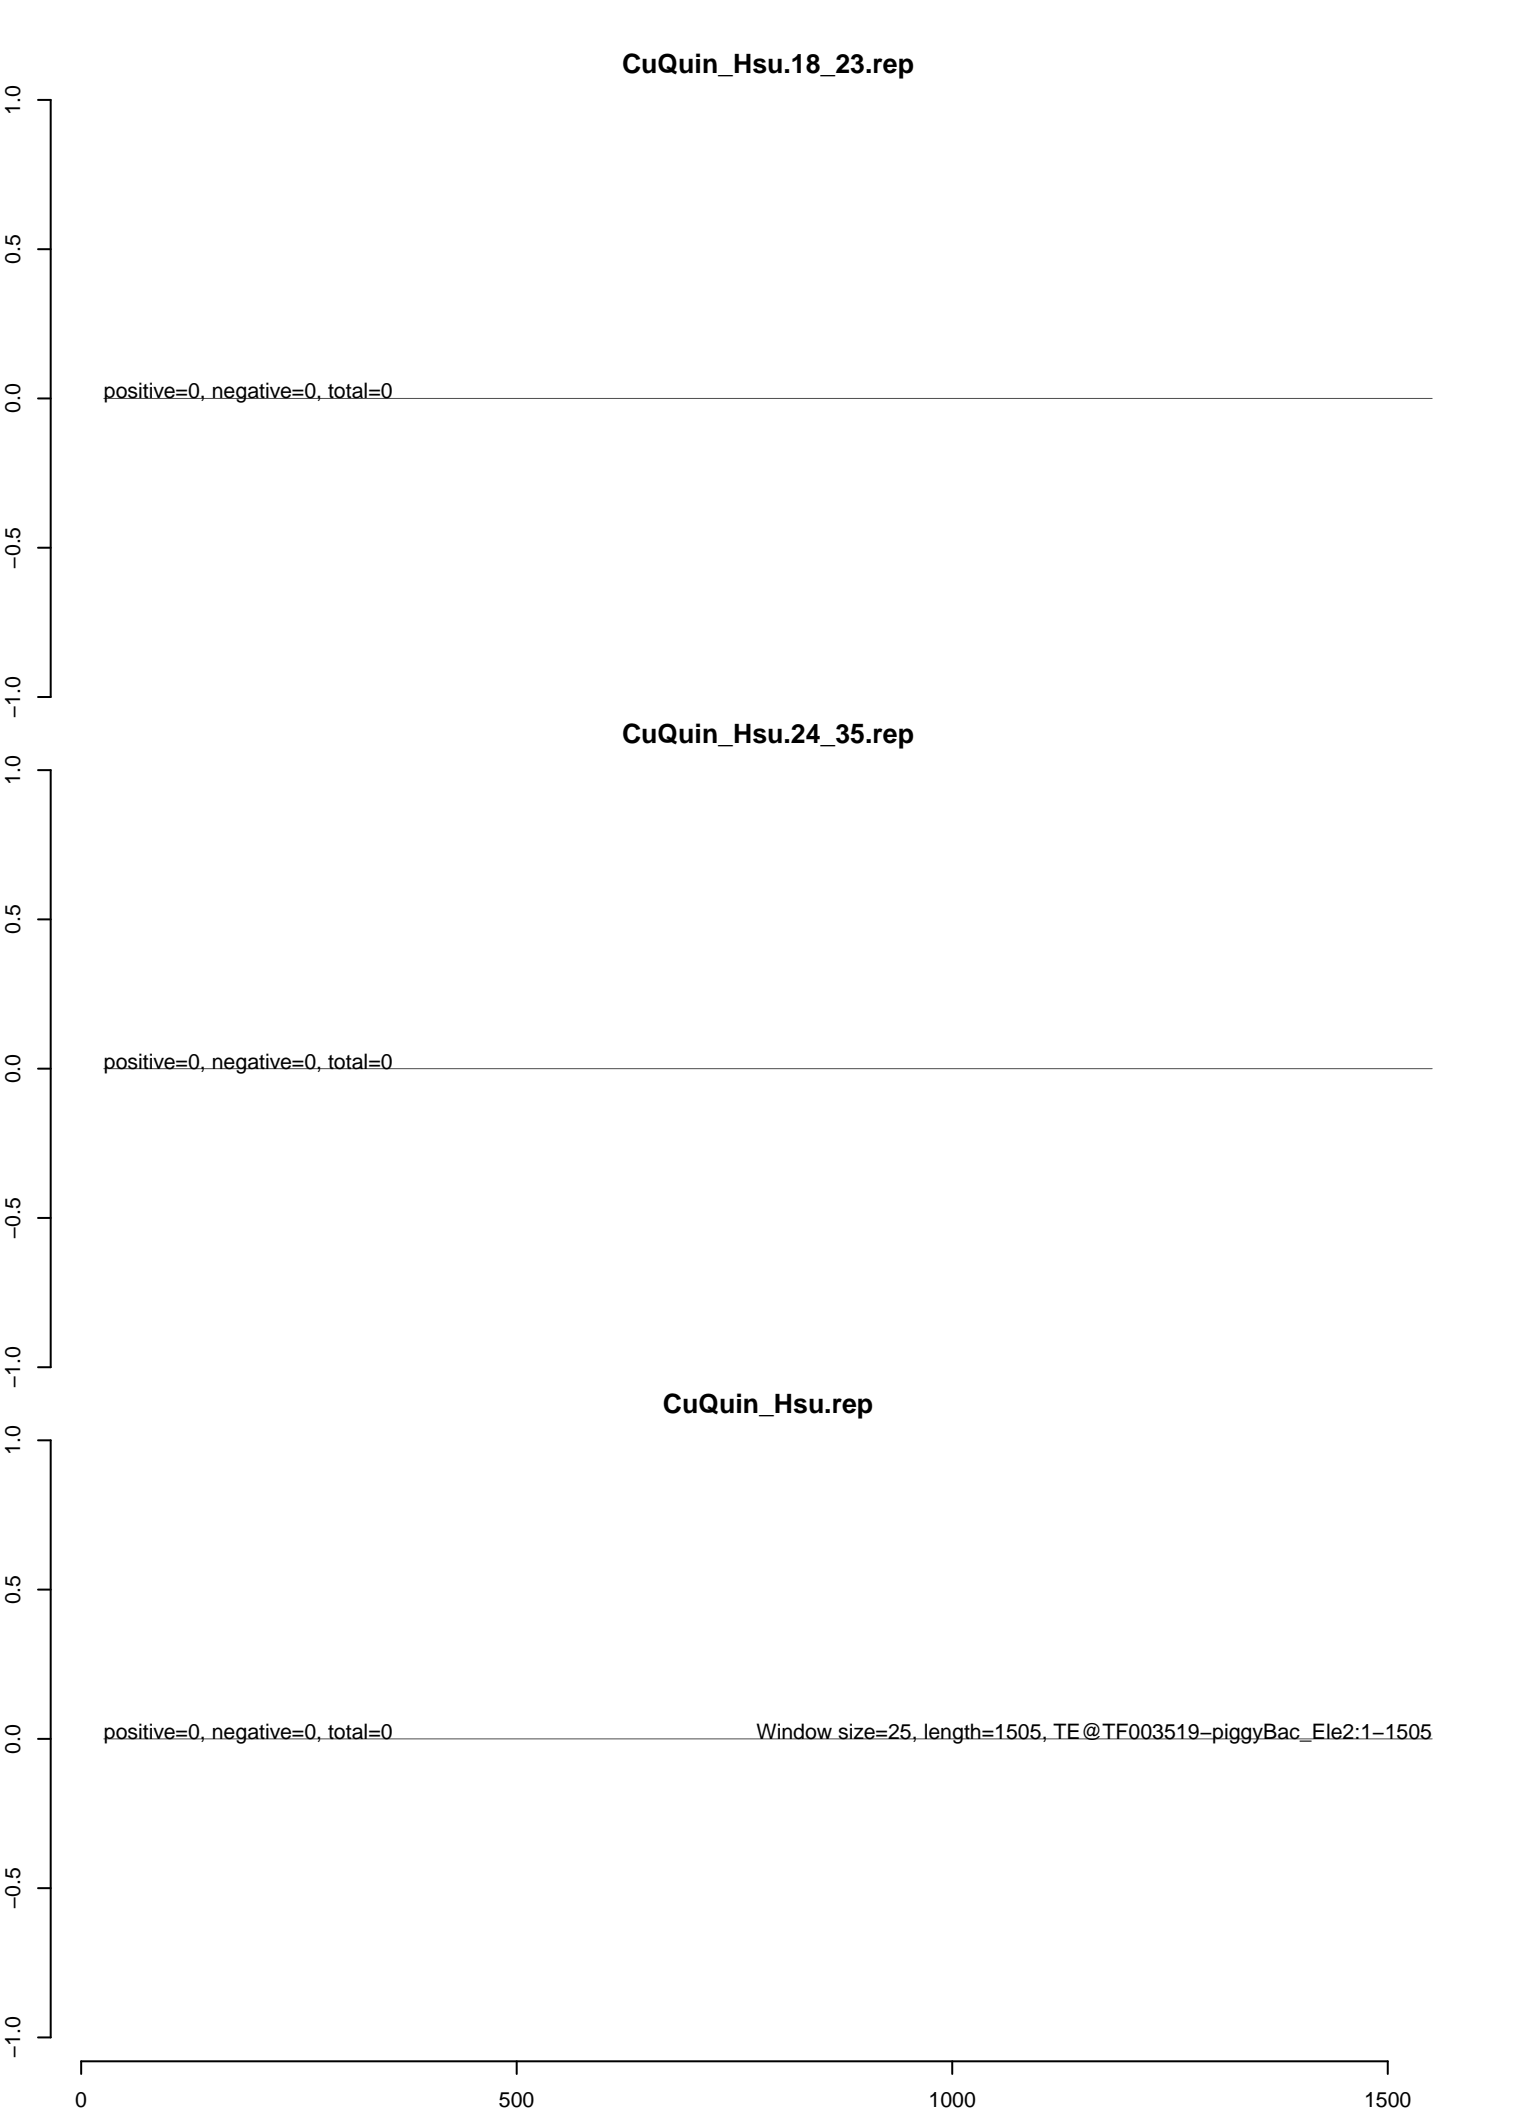 CuQuin_Hsu.18_23.rep
1.0
0.5
0.0
−0.5
−1.0
positive=0, negative=0, total=0
CuQuin_Hsu.24_35.rep
1.0
0.5
0.0
−0.5
−1.0
positive=0, negative=0, total=0
CuQuin_Hsu.rep
1.0
0.5
0.0
−0.5
−1.0
positive=0, negative=0, total=0
Window size=25, length=1505, TE@TF003519−piggyBac_Ele2:1−1505
0 500 1000 1500